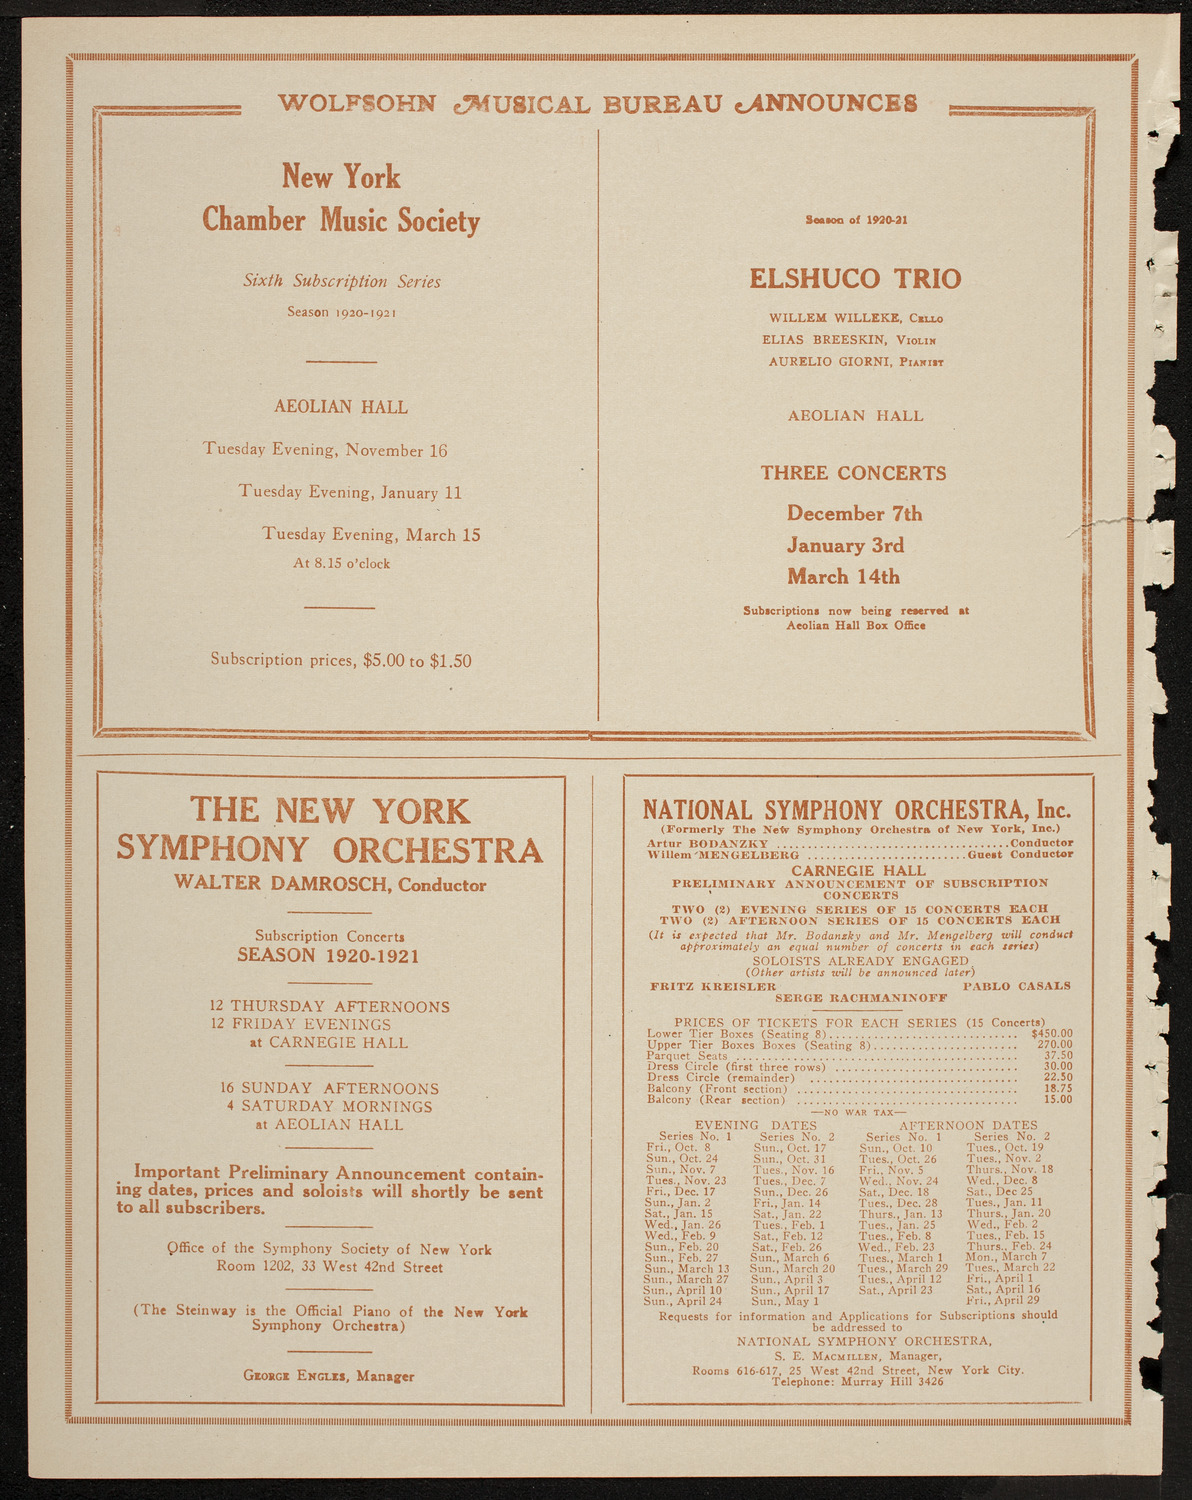 WOLFSOHN MUSICAL BUREAU ANNOUNCES
New York
Chamber Music Society
Sixth Subscription Series
Season 1920-1921
AEOLIAN HALL
Tuesday Evening, November 16
Tuesday Evening, January 11
Tuesday Evening, March 15
At 8.15 o'clock
Subscription prices, $5.00 to $1.50
Season of 1920-21
ELSHUCO TRIO
WILLEM WILLEKE, CELLO
ELIAS BREESKIN, VIOLIN
AURELIO GIORNI, PIANIST
AEOLIAN HALL
THREE CONCERTS
December 7th
January 3rd
March 14th
Subscriptions now being reserved at
Aeolian Hall Box Office
THE NEW YORK
SYMPHONY ORCHESTRA
WALTER DAMROSCH, Conductor
Subscription Concerts
SEASON 1920-1921
12 THURSDAY AFTERNOONS
12 FRIDAY EVENINGS
at CARNEGIE HALL
16 SUNDAY AFTERNOONS
4 SATURDAY MORNINGS
at AEOLIAN HALL
Important Preliminary Announcement contain-
ing dates, prices and soloists will shortly be sent
to all subscribers.
Office of the Symphony Society of New York
Room 1202, 33 West 42nd Street
(The Steinway is the Official Piano of the New York
Symphony Orchestra)
GEORGE ENGLES, Manager
NATIONAL SYMPHONY ORCHESTRA, Inc.
(Formerly The New Symphony Orchestra of New York, Inc.)
Artur BODANZKY ..................................Conductor
Willem MENGELBERG ........................Guest Conductor
CARNEGIE HALL
PRELIMINARY ANNOUNCEMENT OF SUBSCRIPTION
CONCERTS
TWO (2) EVENING SERIES OF 15 CONCERTS EACH
TWO (2) AFTERNOON SERIES OF 15 CONCERTS EACH
(It is expected that Mr. Bodanzky and Mr. Mengelberg will conduct
approximately an equal number of concerts in each series)
SOLOISTS ALREADY ENGAGED
(Other artists will be announced later)
FRITZ KREISLER PABLO CASALS
SERGE RACHMANINOFF
PRICES OF TICKETS FOR EACH SERIES (15 Concerts)
Lower Tier Boxes (Seating 8)............................ $450.00
Upper Tier Boxes Boxes (Seating 8)...................... 270.00
Parquet Seats .......................................... 37.50
Dress Circle (first three rows) ........................... 30.00
Dress Circle (remainder) ............................... 22.50
Balcony (Front section) ................................. 18.75
Balcony (Rear section) ................................. 15.00
—NO WAR TAX—
EVENING DATES AFTERNOON DATES
Series No. 1 Series No. 2 Series No. 1 Series No. 2
Fri., Oct. 8 Sun., Oct. 17 Sun., Oct. 10 Tues., Oct. 19
Sun., Oct. 24 Sun., Oct. 31 Tues., Oct. 26 Tues., Nov. 2
Sun., Nov. 7 Tues., Nov. 16 Fri., Nov. 5 Thurs., Nov. 18
Tues., Nov. 23 Tues., Dec. 7 Wed., Nov. 24 Wed., Dec. 8
Fri., Dec. 17 Sun., Dec. 26 Sat., Dec. 18 Sat., Dec 25
Sun., Jan. 2 Fri., Jan. 14 Tues., Dec. 28 Tues., Jan. 11
Sat., Jan. 15 Sat., Jan. 22 Thurs., Jan. 13 Thurs., Jan. 20
Wed., Jan. 26 Tues., Feb. 1 Tues., Jan. 25 Wed., Feb. 2
Wed., Feb. 9 Sat., Feb. 12 Tues., Feb. 8 Tues., Feb. 15
Sun., Feb. 20 Sat., Feb. 26 Wed., Feb. 23 Thurs., Feb. 24
Sun., Feb. 27 Sun., March 6 Tues., March 1 Mon., March 7
Sun., March 13 Sun., March 20 Tues., March 29 Tues., March 22
Sun., March 27 Sun., April 3 Tues., April 12 Fri., April 1
Sun., April 10 Sun., April 17 Sat., April 23 Sat., April 16
Sun., April 24 Sun., May 1 Fri., April 29
Requests for information and Applications for Subscriptions should
be addressed to
NATIONAL SYMPHONY ORCHESTRA,
S. E. MACMILLEN, Manager,
Rooms 616-617, 25 West 42nd Street, New York City.
Telephone: Murray Hill 3426